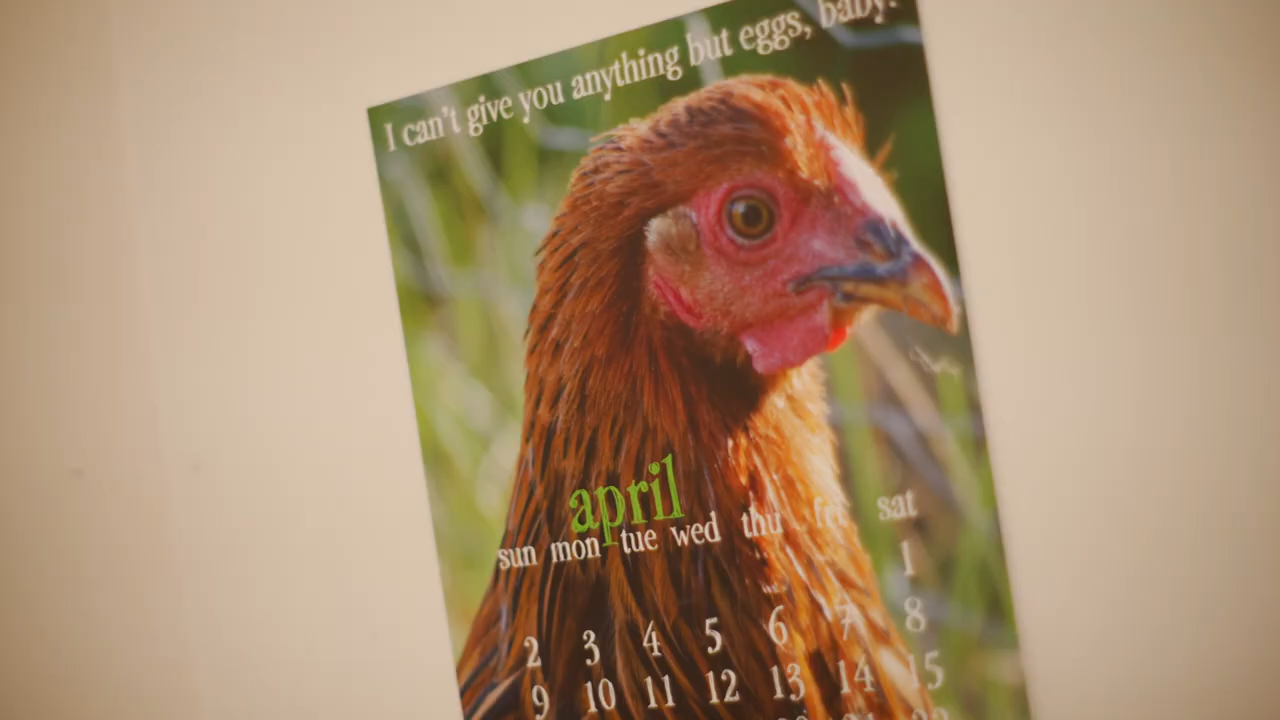 I can't give you anything but eggs, baby!
april
sun mon tue wed thu fri sat
1
2 3 4 5 6 7 8
9 10 11 12 13 14 15